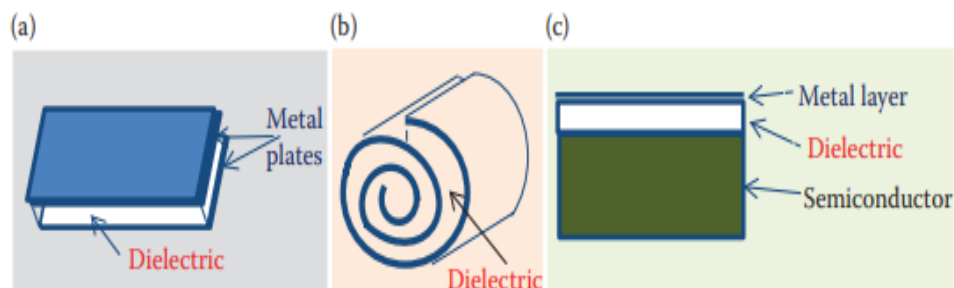 (a)
(b)
(c)
Metal
plates
Dielectric
Dielectric
Metal layer
Dielectric
Semiconductor